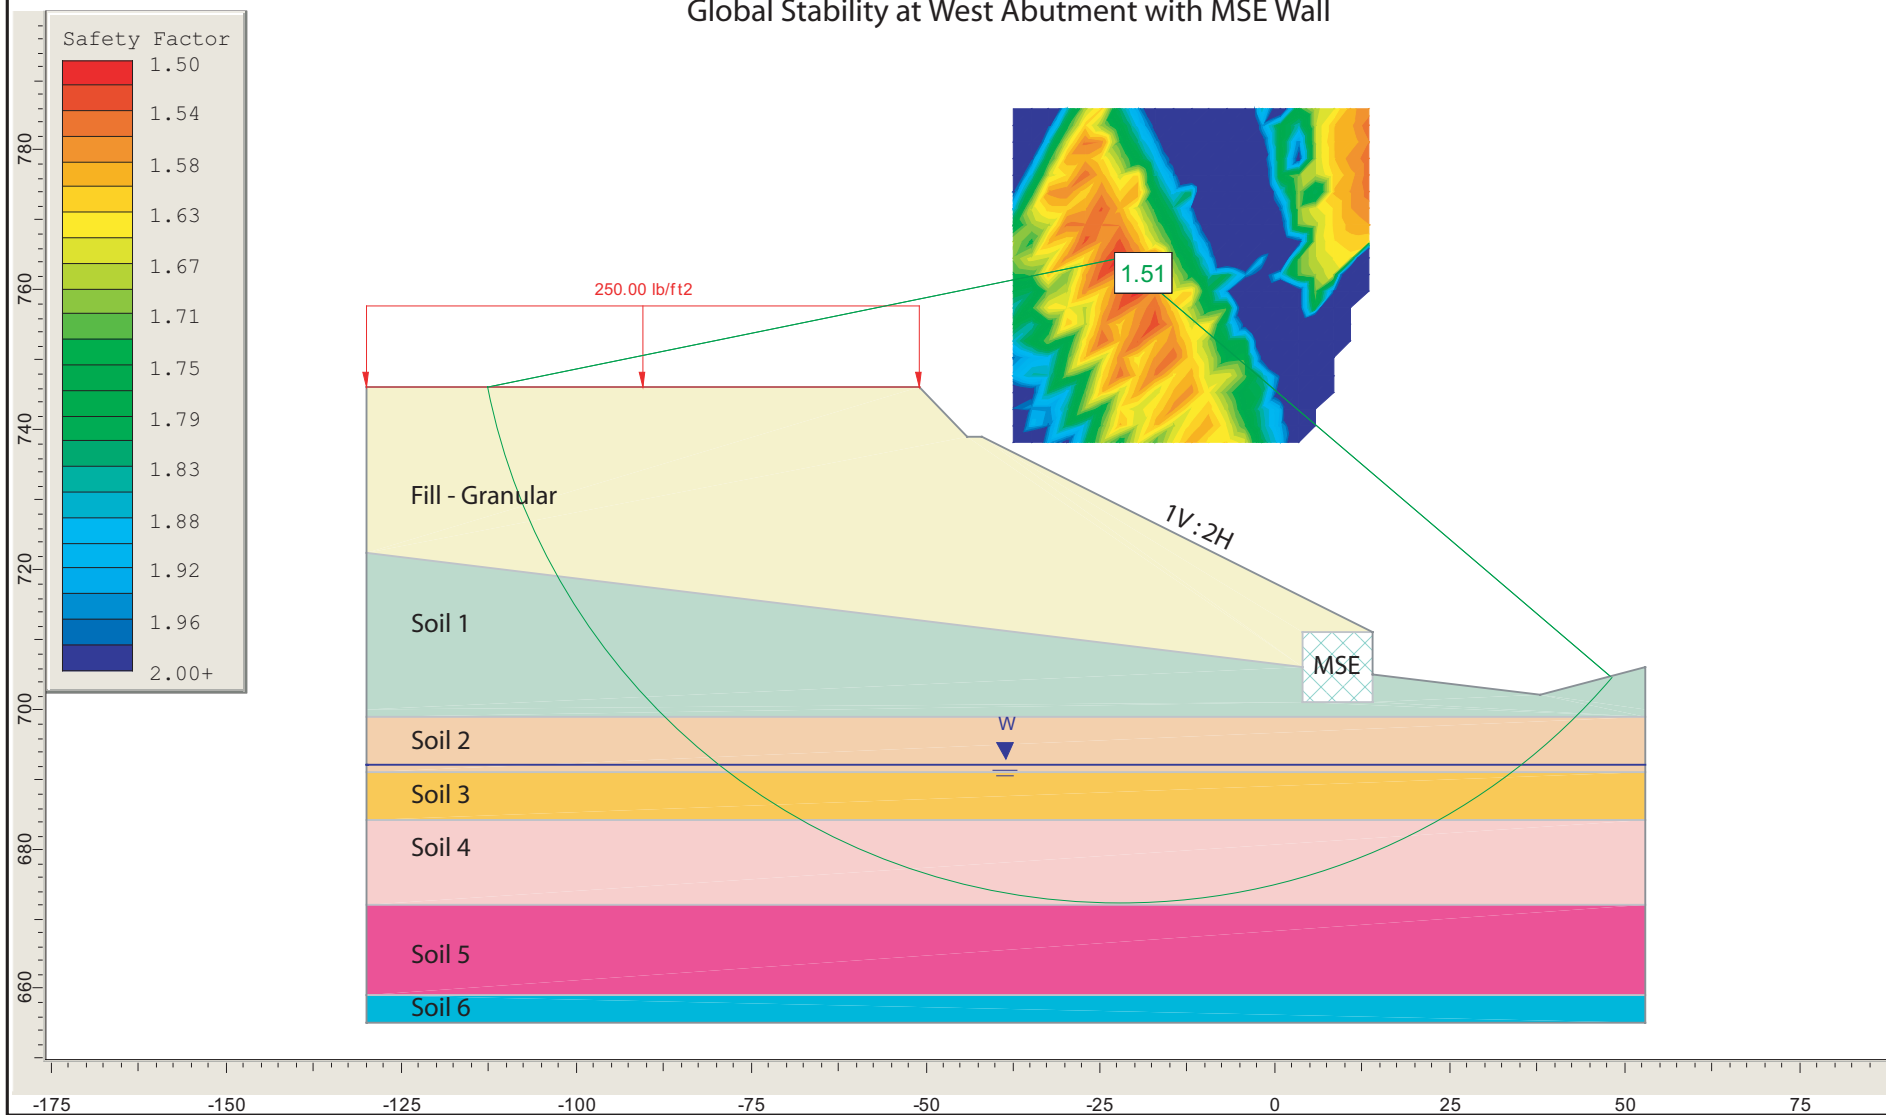 Global Stability at West Abutment with MSE Wall
Safety Factor
1.50
1.54
1.58
1.63
1.67
1.71
1.75
1.79
1.83
1.88
1.92
1.96
2.00+
780
760
740
720
700
680
660
250.00 lb/ft2
1.51
Fill - Granular
1V:2H
Soil 1
MSE
W
Soil 2
Soil 3
Soil 4
Soil 5
Soil 6
-175 -150 -125 -100 -75 -50 -25 0 25 50 75